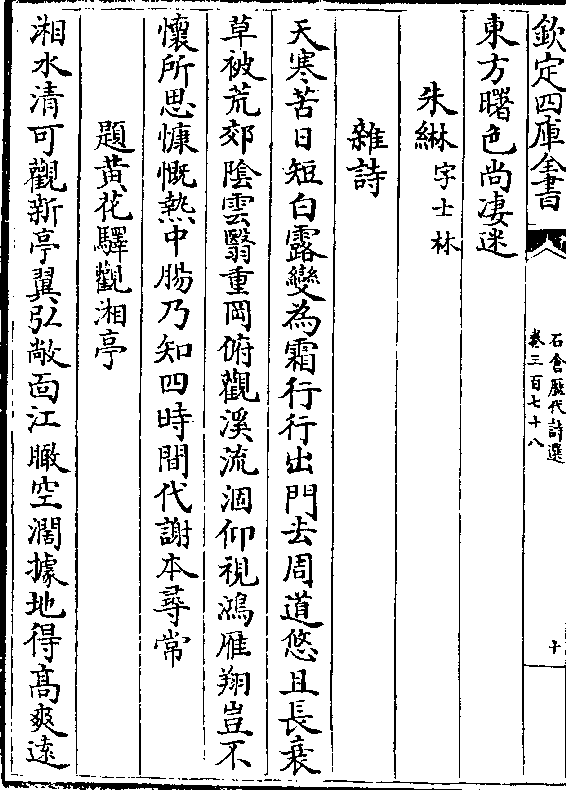 欽定四庫全書
石倉歷代詩選
卷三百七十八
十
東方曙色尚凄迷
朱綝字士林
雜詩
天寒苦日短白露變為霜行行出門去周道悠且長衰
草被荒郊陰雲翳重岡俯觀溪流涸仰視鴻雁翔豈不
懷所思慷慨熱中腸乃知四時間代謝本尋常
題黄花驛觀湘亭
湘水清可觀新亭翼弘敞面江瞰空濶據地得髙爽遠